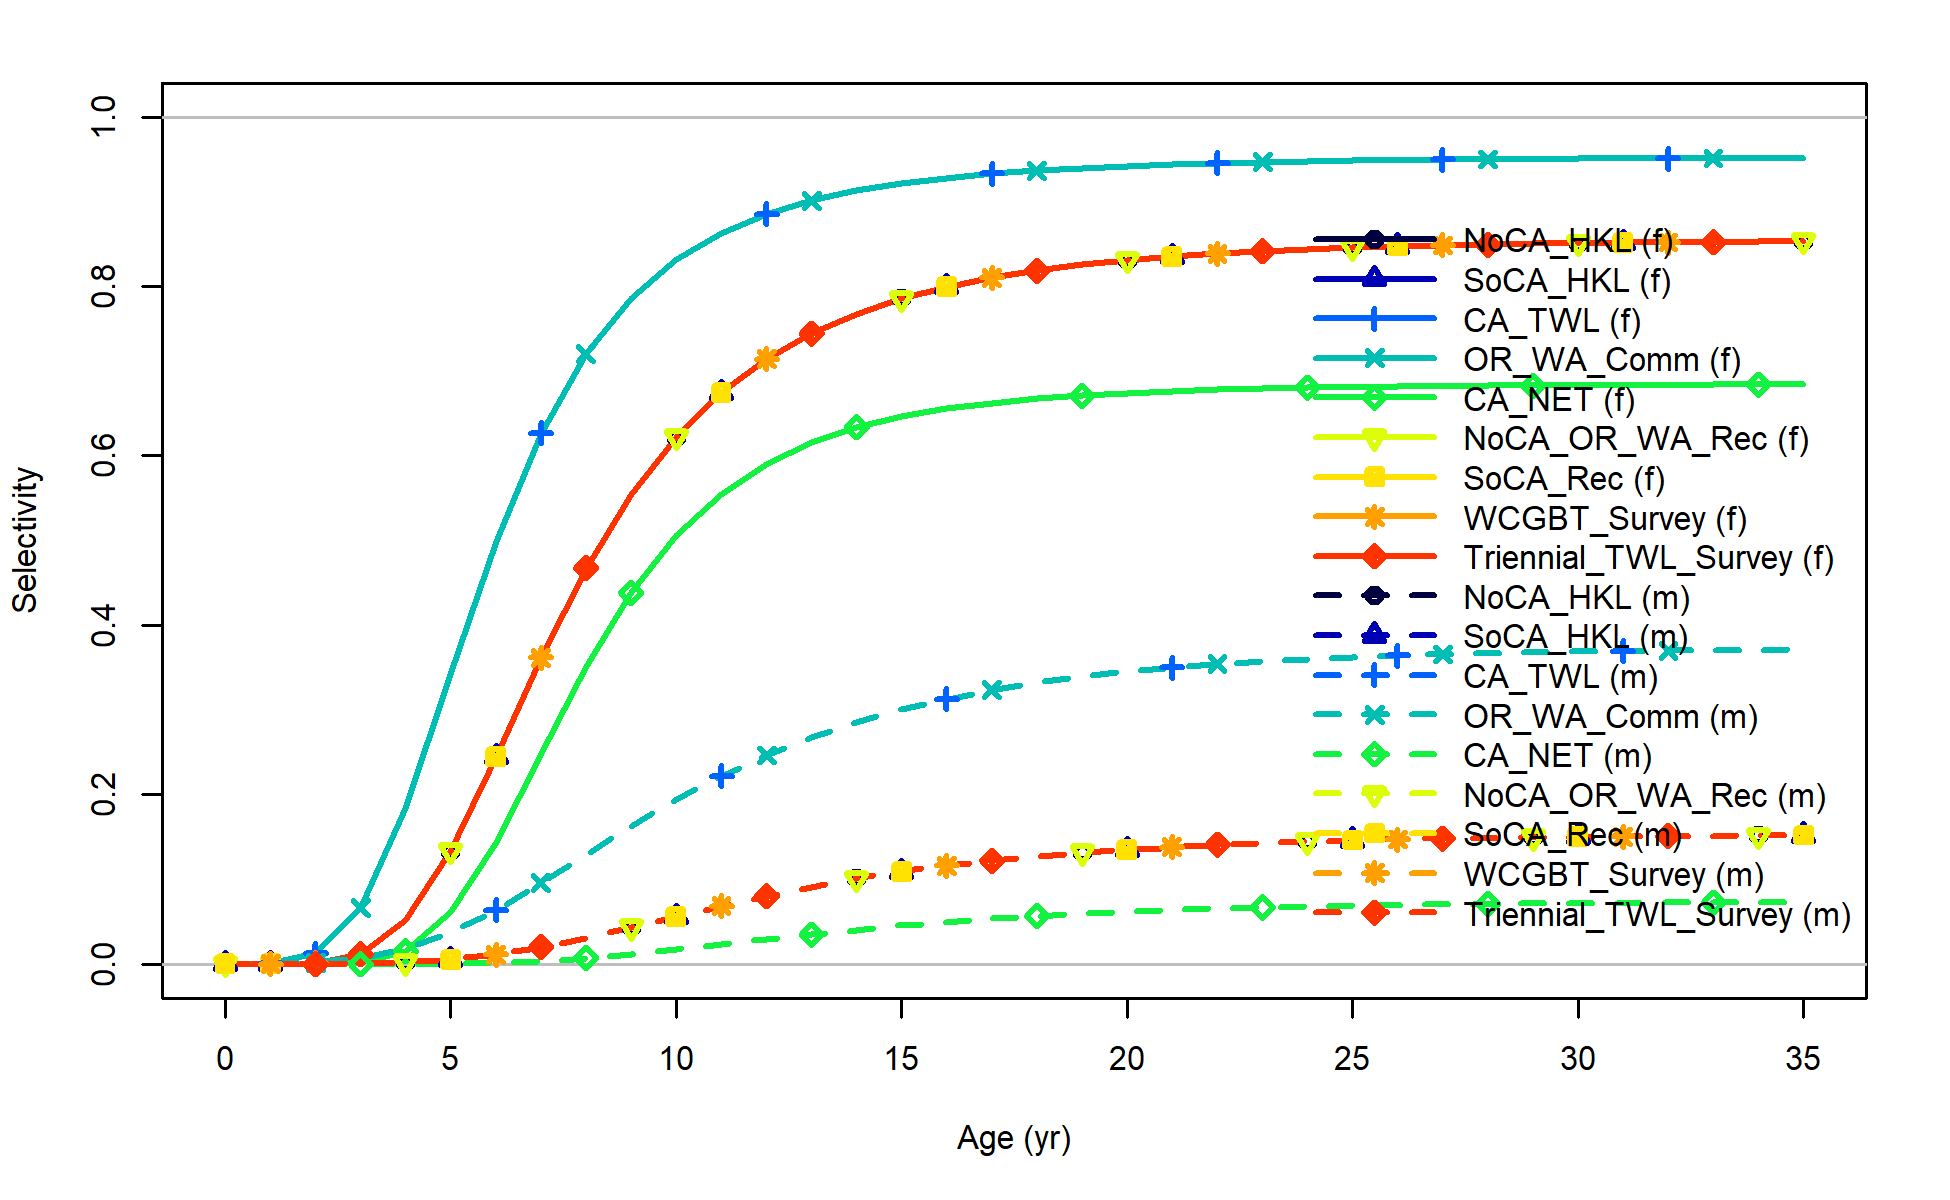 1.0
0.8
0.6
0.4
0.2
0.0
Selectivity
NoCA_HKL (f)
SoCA_HKL (f)
CA_TWL (f)
OR_WA_Comm (f)
CA_NET (f)
NoCA_OR_WA_Rec (f)
SoCA_Rec (f)
WCGBT_Survey (f)
Triennial_TWL_Survey (f)
NoCA_HKL (m)
SoCA_HKL (m)
CA_TWL (m)
OR_WA_Comm (m)
CA_NET (m)
NoCA_OR_WA_Rec (m)
SoCA_Rec (m)
WCGBT_Survey (m)
Triennial_TWL_Survey (m)
0 5 10 15 20 25 30 35
Age (yr)